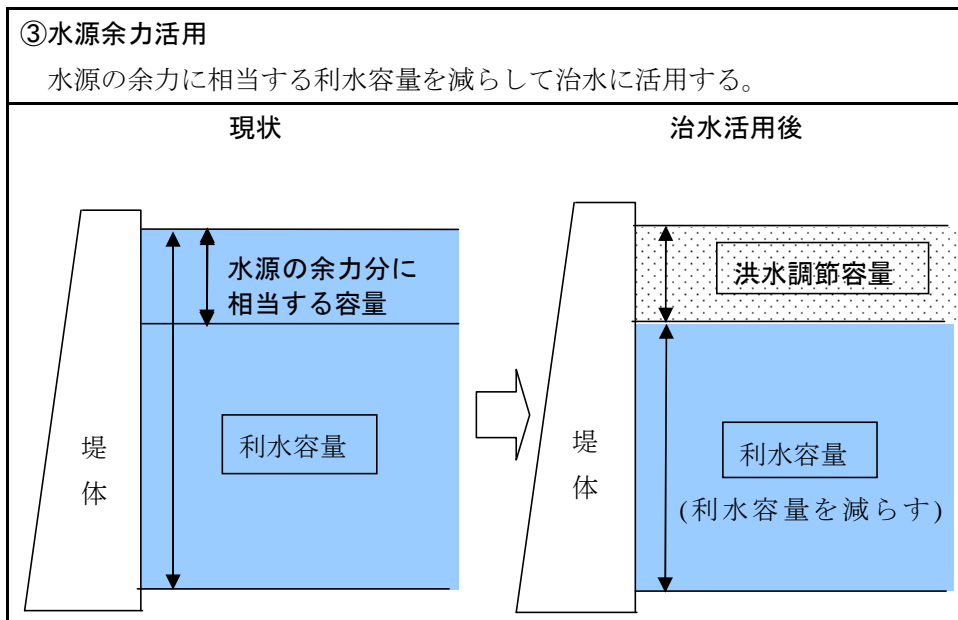 ③水源余力活用
水源の余力に相当する利水容量を減らして治水に活用する。
現状
治水活用後
水源の余力分に
相当する容量
利水容量
堤
体
洪水調節容量
利水容量
(利水容量を減らす)
堤
体